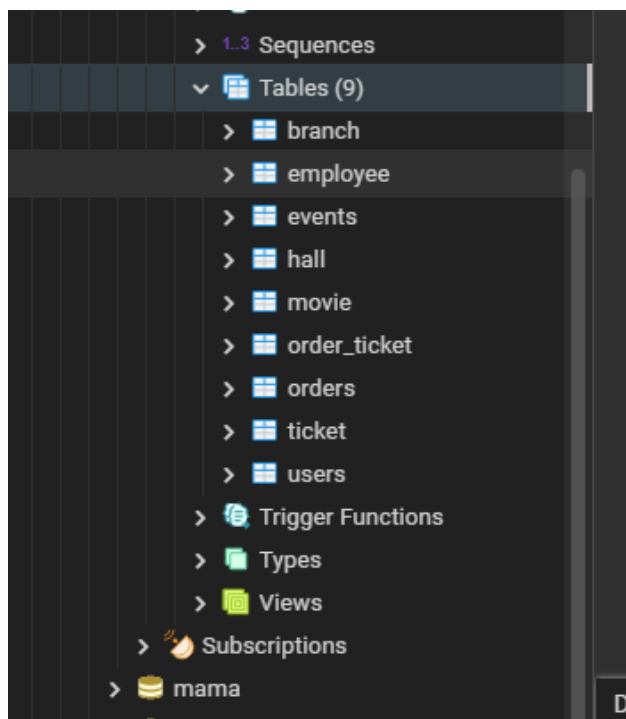 1..3 Sequences
Tables (9)
branch
employee
events
hall
movie
order_ticket
orders
ticket
users
Trigger Functions
Types
Views
Subscriptions
mama
D